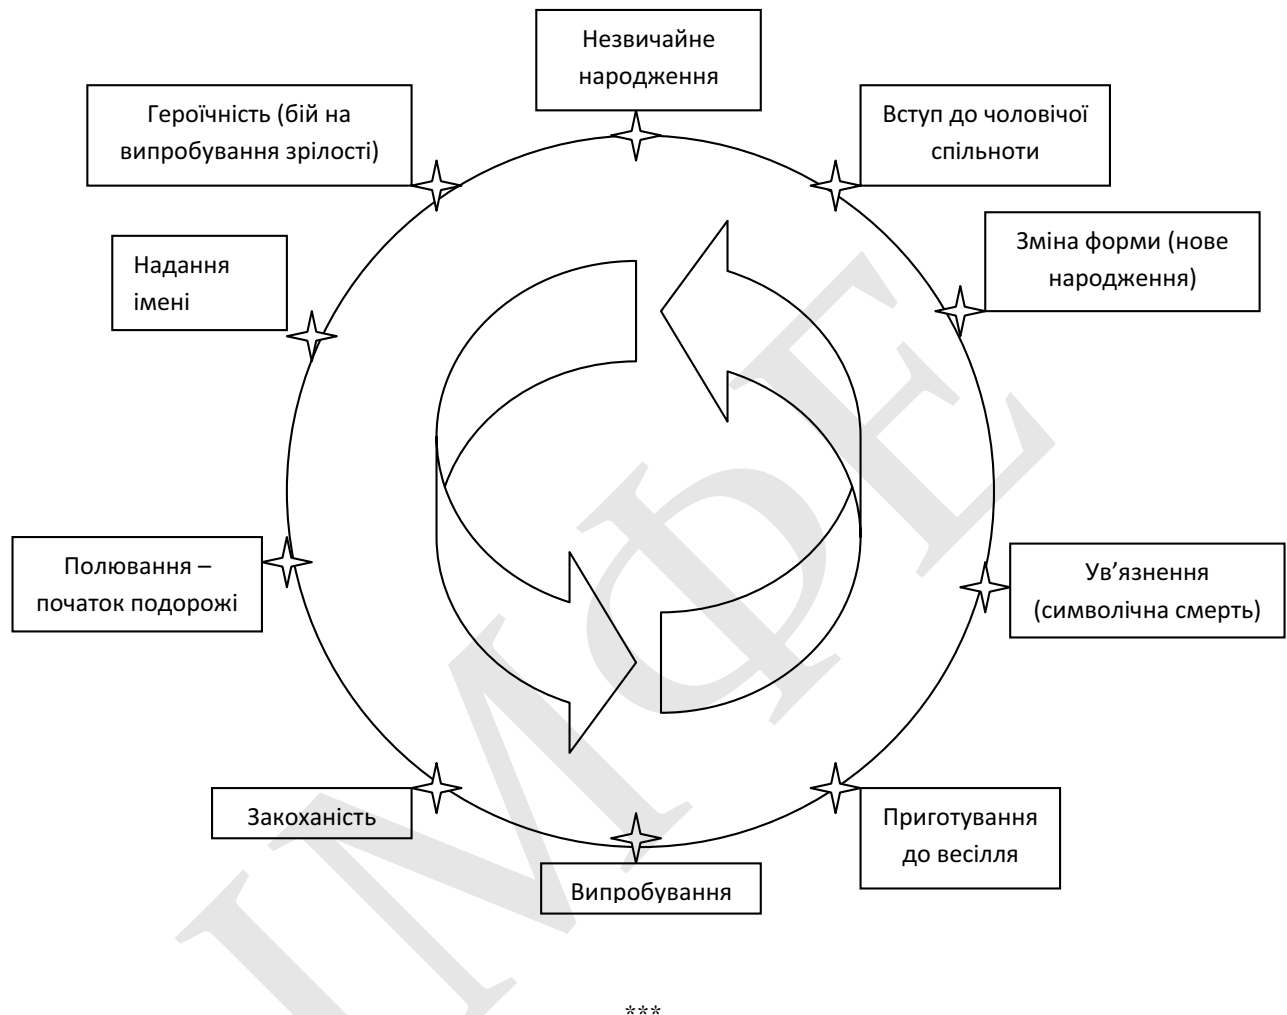 Незвичайне
народження
Героїчність (бій на
випробування зрілості)
Вступ до чоловічої
спільноти
Надання
імені
Зміна форми (нове
народження)
Полювання –
початок подорожі
Ув’язнення
(символічна смерть)
Закоханість
Випробування
Приготування
до весілля
ІМФЕ
***